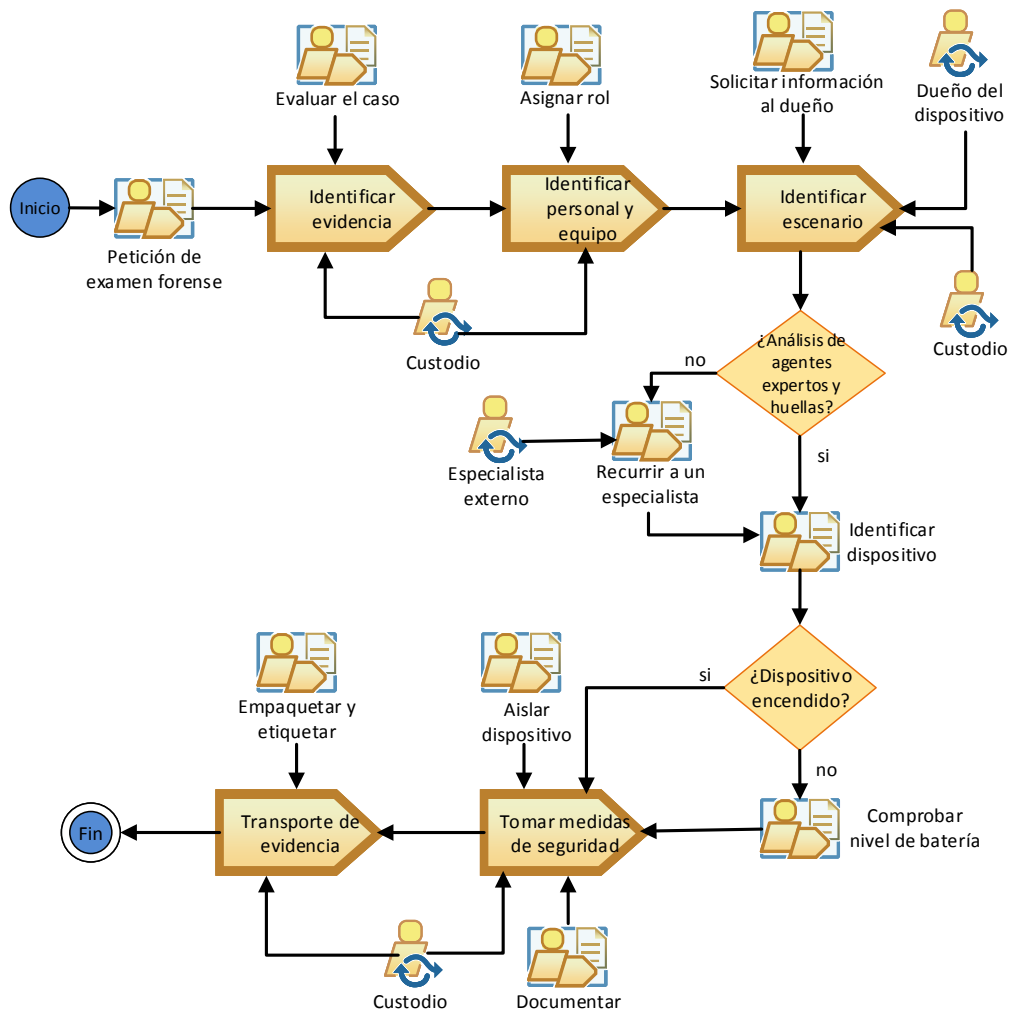 Evaluar el caso
Asignar rol
Solicitar información
al dueño
Dueño del
dispositivo
Inicio
Petición de
examen forense
Identificar
evidencia
Identificar
personal y
equipo
Identificar
escenario
Custodio
Custodio
¿Análisis de
agentes
expertos y
huellas?
no
si
Especialista
externo
Recurrir a un
especialista
Identificar
dispositivo
¿Dispositivo
encendido?
si
no
Empaquetar y
etiquetar
Aislar
dispositivo
Comprobar
nivel de batería
Tomar medidas
de seguridad
Transporte de
evidencia
Fin
Custodio
Documentar